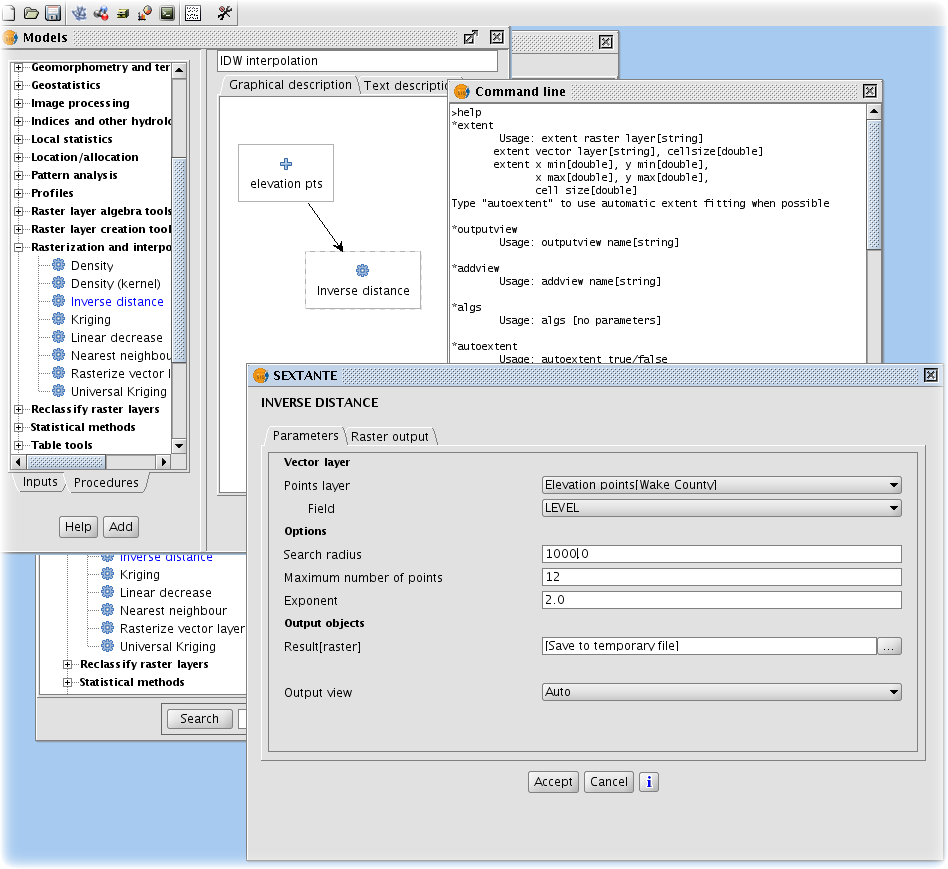 Models
IDW interpolation
Graphical description
Text descriptio
Geomorphometry and ter
Geostatistics
Image processing
Indices and other hydrolo
Local statistics
Location/allocation
Pattern analysis
Profiles
Raster layer algebra tools
Raster layer creation tool
Rasterization and interpo
Density
Density (kernel)
Inverse distance
Kriging
Linear decrease
Nearest neighbou
Rasterize vector l
Universal Kriging
Reclassify raster layers
Statistical methods
Table tools
Inputs
Procedures
Help
Add
elevation pts
Inverse distance
Command line
>help
*extent
Usage: extent raster layer[string]
extent vector layer[string], cellsize[double]
extent x min[double], y min[double],
x max[double], y max[double],
cell size[double]
Type "autoextent" to use automatic extent fitting when possible
*outputview
Usage: outputview name[string]
*addview
Usage: addview name[string]
*algs
Usage: algs [no parameters]
*autoextent
Usage: autoextent true/false
Inverse distance
Kriging
Linear decrease
Nearest neighbour
Rasterize vector layer
Universal Kriging
Reclassify raster layers
Statistical methods
Search
SEXTANTE
INVERSE DISTANCE
Parameters
Raster output
Vector layer
Points layer
Elevation points[Wake County]
Field
LEVEL
Options
Search radius
1000.0
Maximum number of points
12
Exponent
2.0
Output objects
Result[raster]
[Save to temporary file]
...
Output view
Auto
Accept
Cancel
i